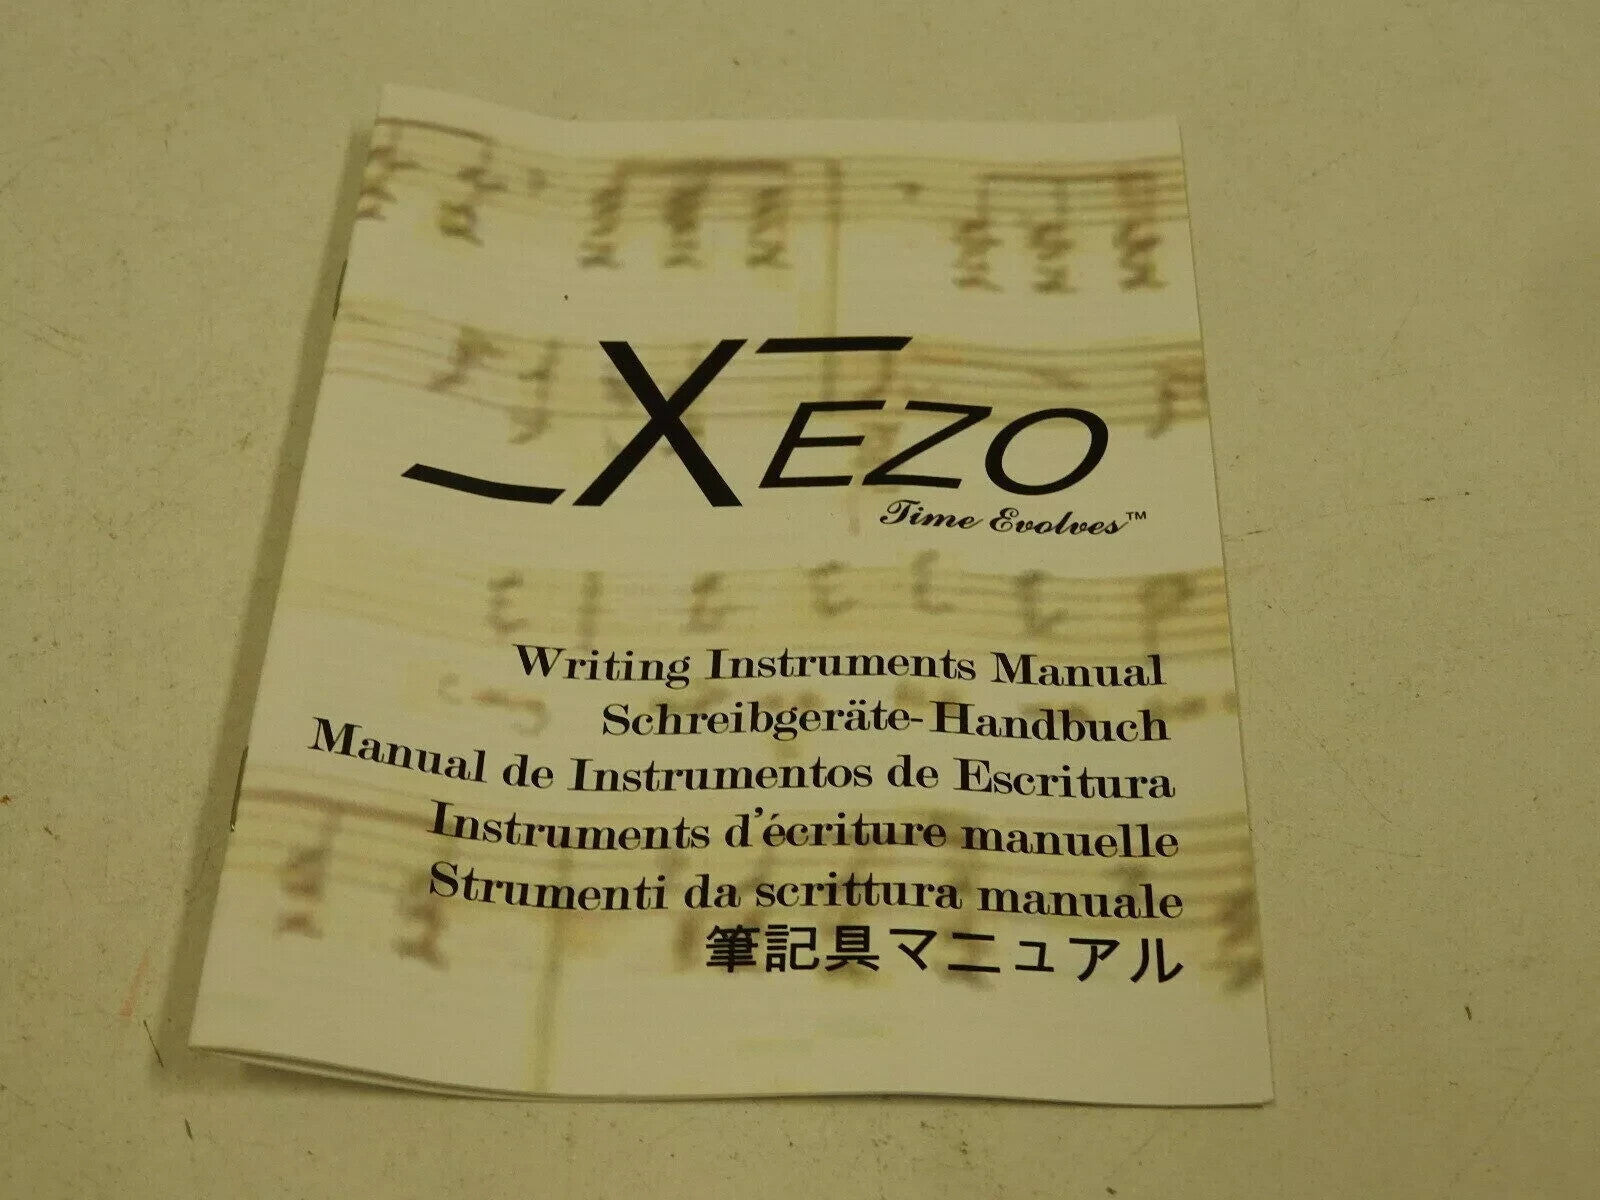 XEZO
Time Evolves™
Writing Instruments Manual
Schreibgeräte-Handbuch
Manual de Instrumentos de Escritura
Instruments d'écriture manuelle
Strumenti da scrittura manuale
筆記具マニュアル